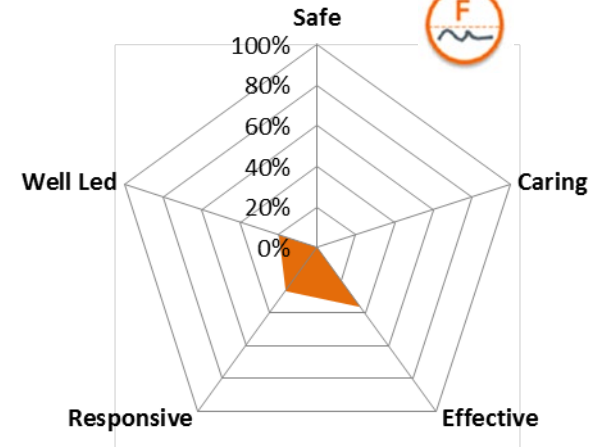 Safe
F
100%
80%
60%
40%
20%
0%
Well Led
Caring
Responsive
Effective